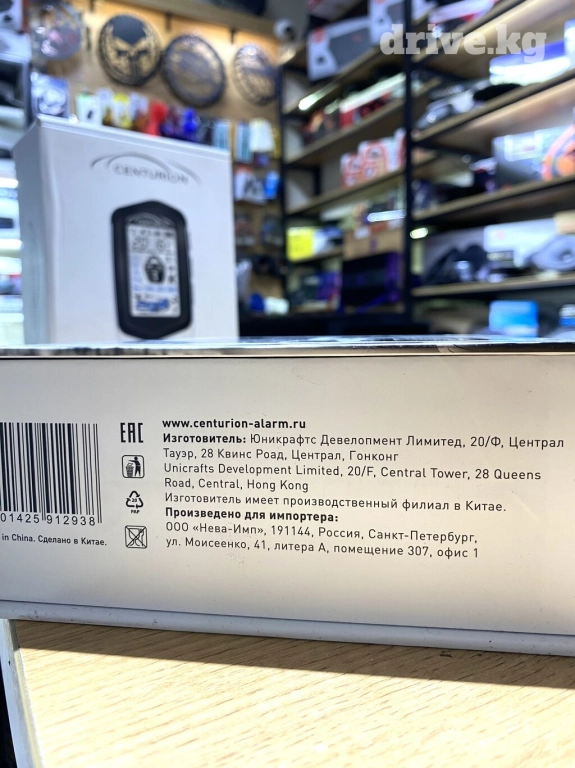 drive.kg
CENTURION
www.centurion-alarm.ru
Изготовитель: Юникрафтс Девелопмент Лимитед, 20/Ф, Централ
Тауэр, 28 Квинс Роад, Централ, Гонконг
Unicrafts Development Limited, 20/F, Central Tower, 28 Queens
Road, Central, Hong Kong
Изготовитель имеет производственный филиал в Китае.
Произведено для импортера:
ООО «Нева-Имп», 191144, Россия, Санкт-Петербург,
ул. Моисеенко, 41, литера А, помещение 307, офис 1
EAC
20
PAP
01425 912938
in China. Сделано в Китае.